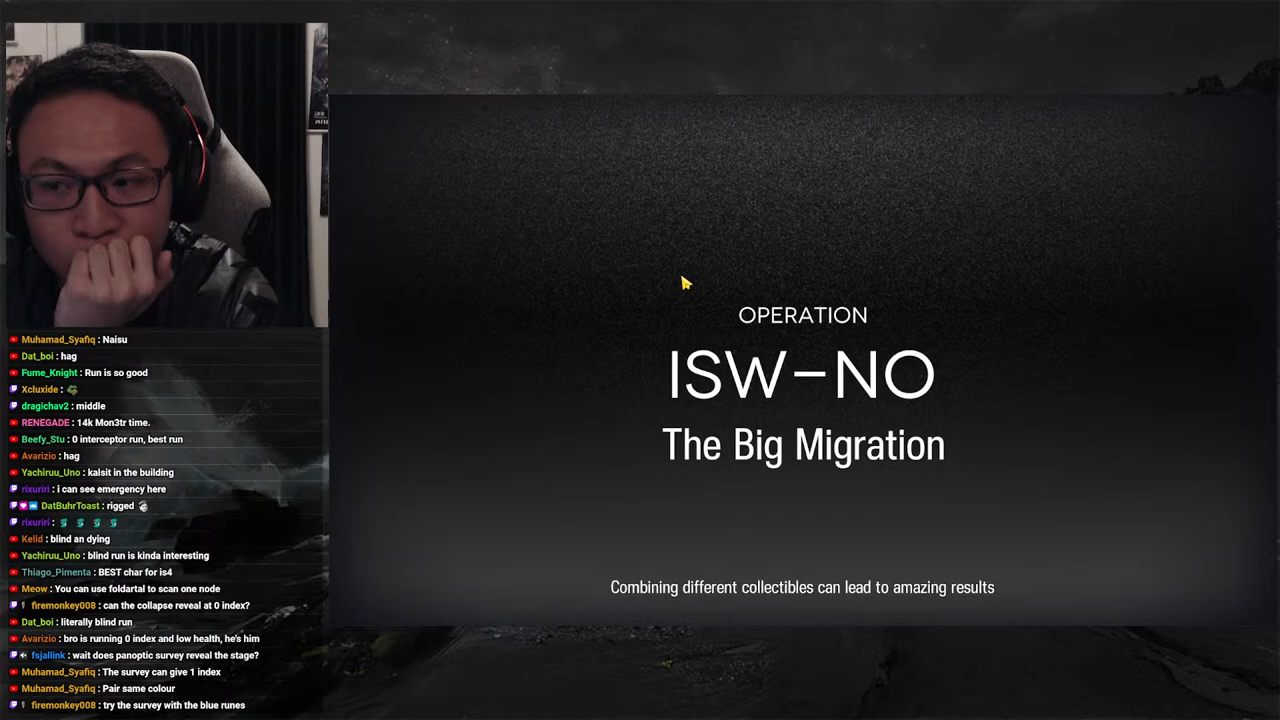 OPERATION
ISW-NO
The Big Migration
Combining different collectibles can lead to amazing results
Muhamad_Syafiq : Naisu
Dat_boi : hag
Fume_Knight : Run is so good
Xcluxide :
dragichav2 : middle
RENEGADE : 14k Mon3tr time.
Beefy_Stu : 0 interceptor run, best run
Avarizio : hag
Yachiruu_Uno : kalsit in the building
rixuriri : i can see emergency here
DatBuhrToast : rigged
rixuriri :
Kelid : blind an dying
Yachiruu_Uno : blind run is kinda interesting
Thiago_Pimenta : BEST char for is4
Meow : You can use foldartal to scan one node
firemonkey008 : can the collapse reveal at 0 index?
Dat_boi : literally blind run
Avarizio : bro is running 0 index and low health, he's him
fsjallink : wait does panoptic survey reveal the stage?
Muhamad_Syafiq : The survey can give 1 index
Muhamad_Syafiq : Pair same colour
firemonkey008 : try the survey with the blue runes